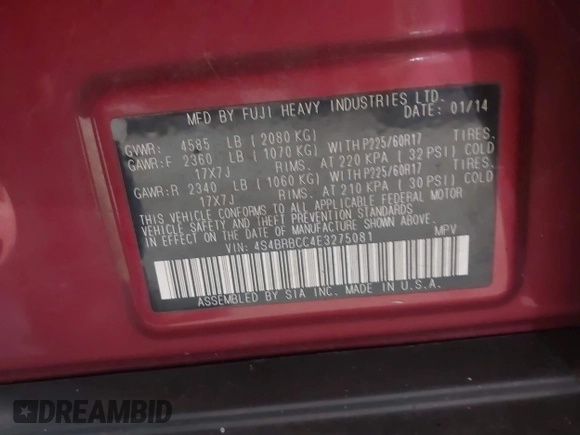 MFD BY FUJI HEAVY INDUSTRIES LTD.
DATE: 01/14
GVWR: 4585 LB ( 2080 KG)
GAWR:F 2360 LB ( 1070 KG) WITH P225/60R17 TIRES.
17X7J RIMS. AT 220 KPA ( 32 PSI) COLD
GAWR:R 2340 LB ( 1060 KG) WITH P225/60R17 TIRES.
17X7J RIMS. AT 210 KPA ( 30 PSI) COLD
THIS VEHICLE CONFORMS TO ALL APPLICABLE FEDERAL MOTOR
VEHICLE SAFETY AND THEFT PREVENTION STANDARDS
IN EFFECT ON THE DATE OF MANUFACTURE SHOWN ABOVE.
VIN: 4S4BRBCC4E3275081 MPV
ASSEMBLED BY SIA INC. MADE IN U.S.A.
DREAMBID